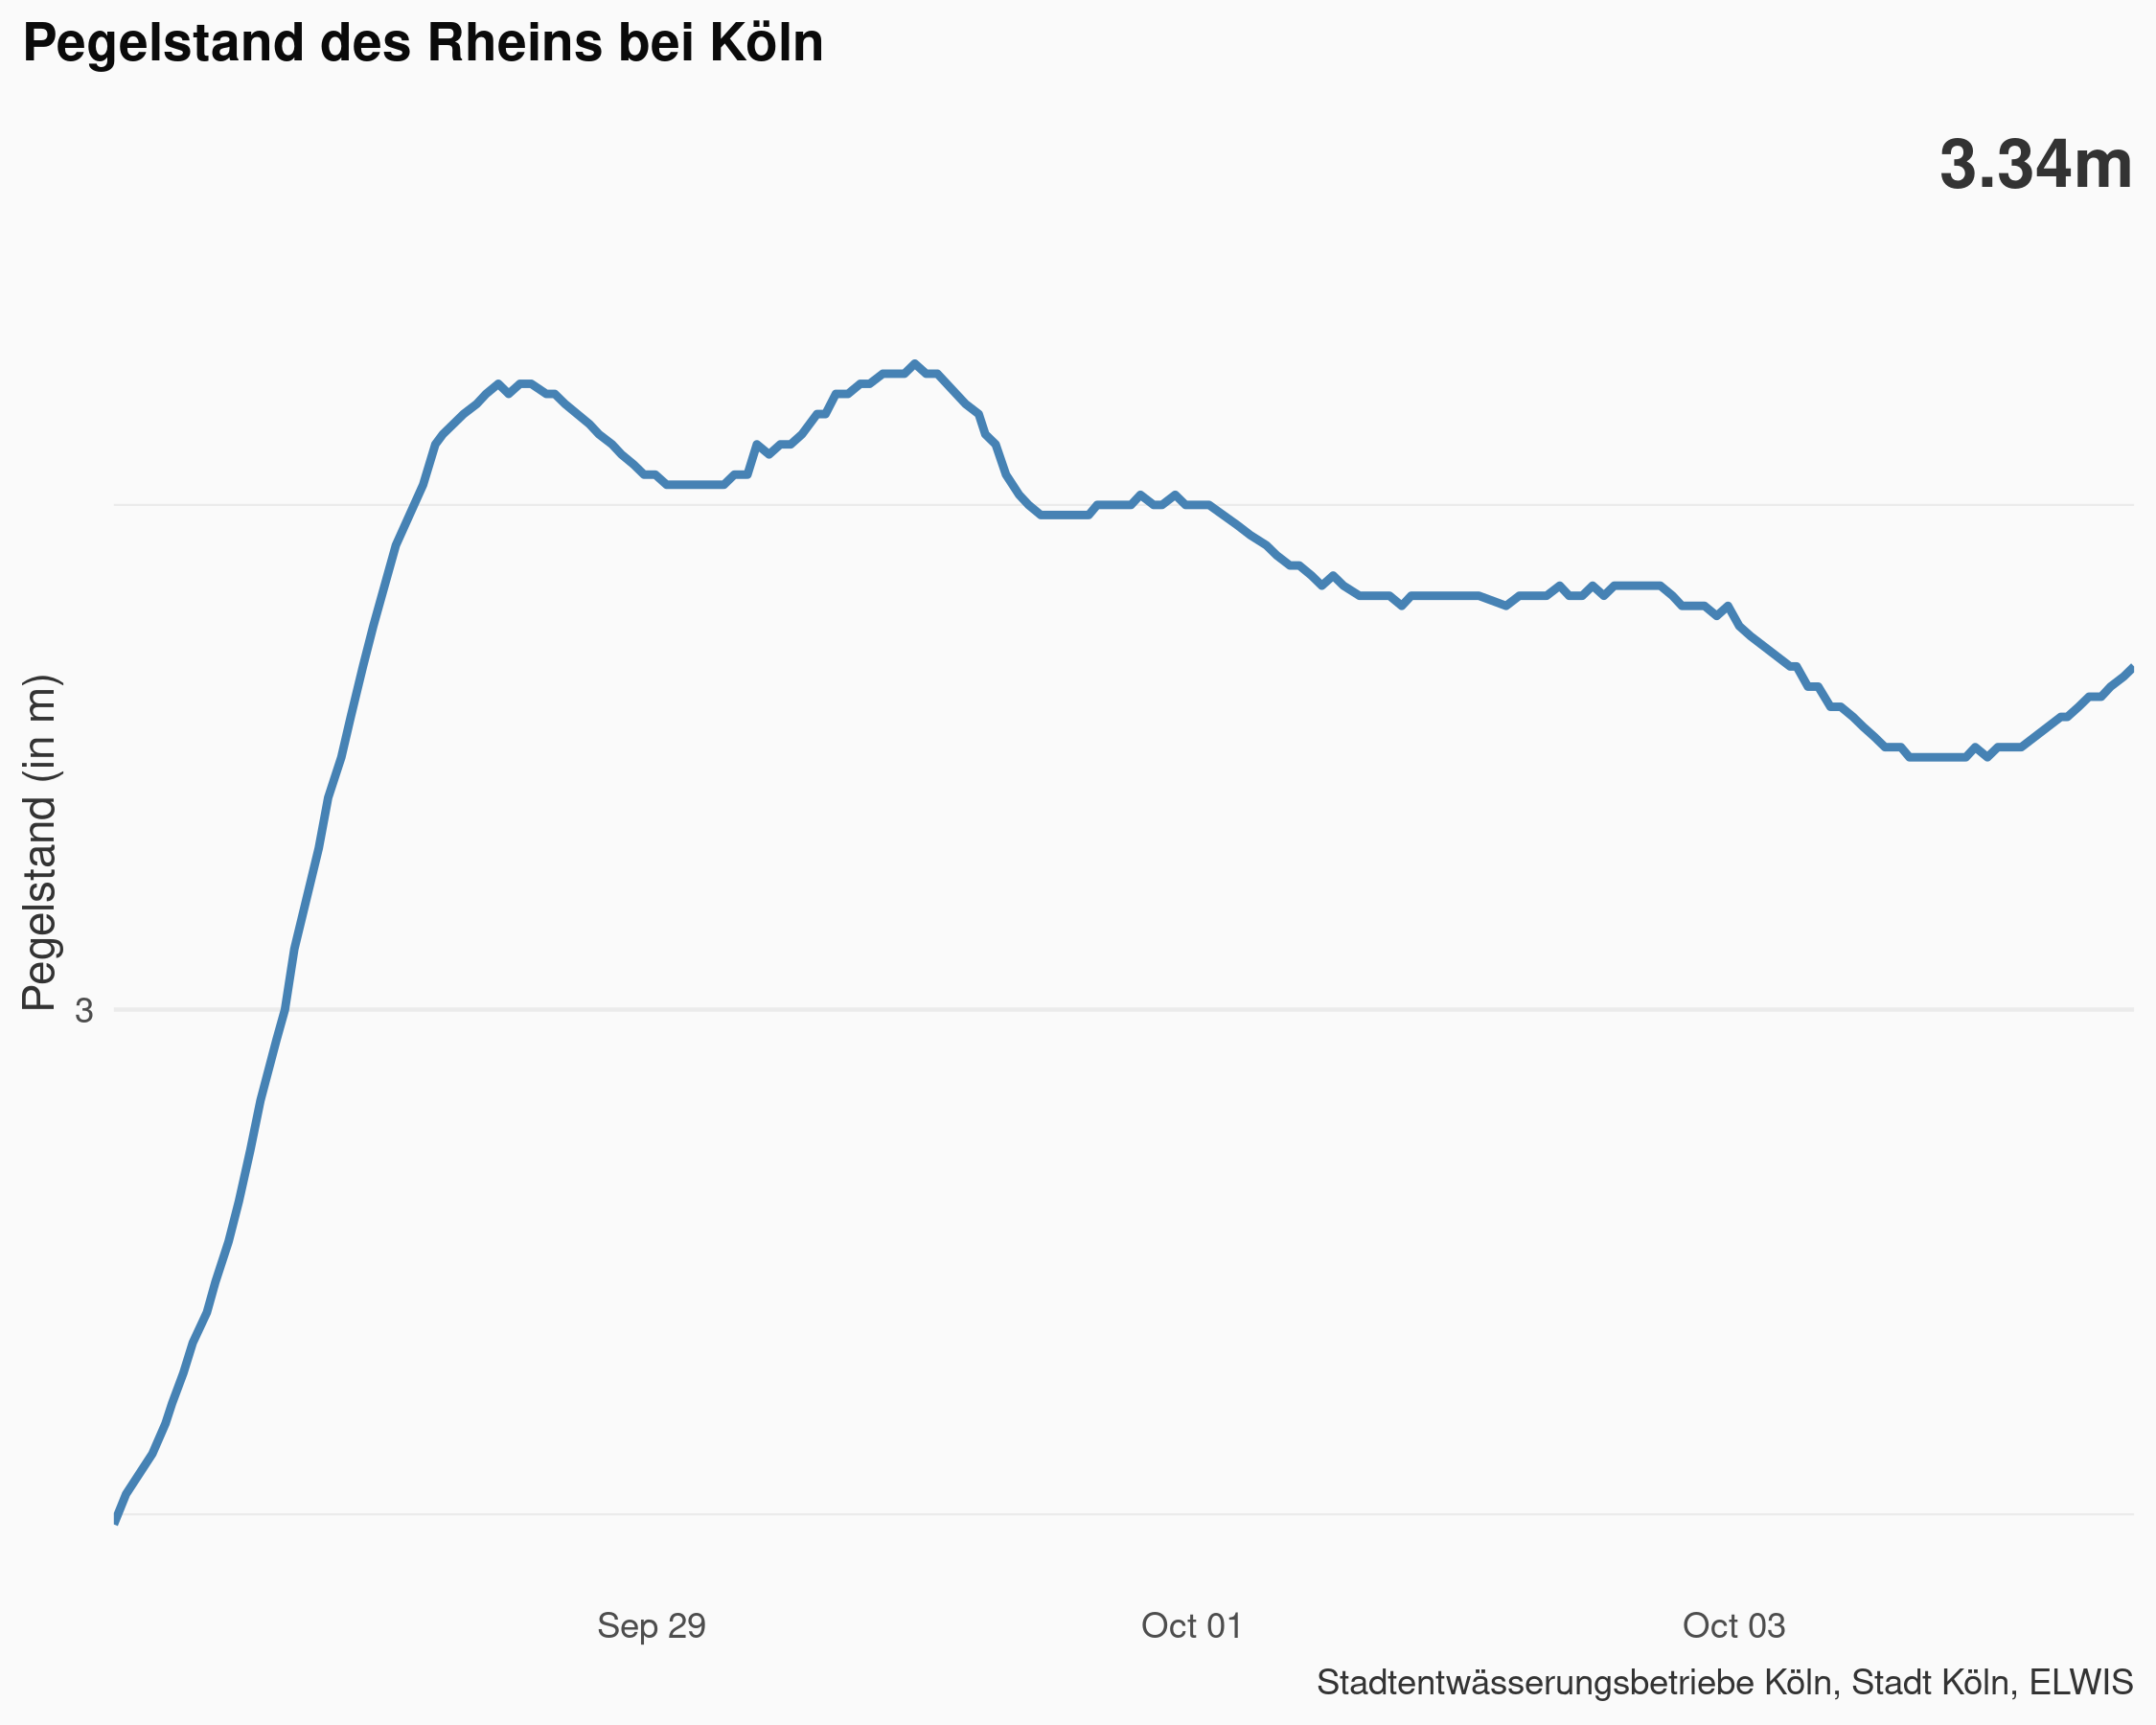 Pegelstand des Rheins bei Köln
3.34m
Pegelstand (in m)
3
Sep 29
Oct 01
Oct 03
Stadtentwässerungsbetriebe Köln, Stadt Köln, ELWIS